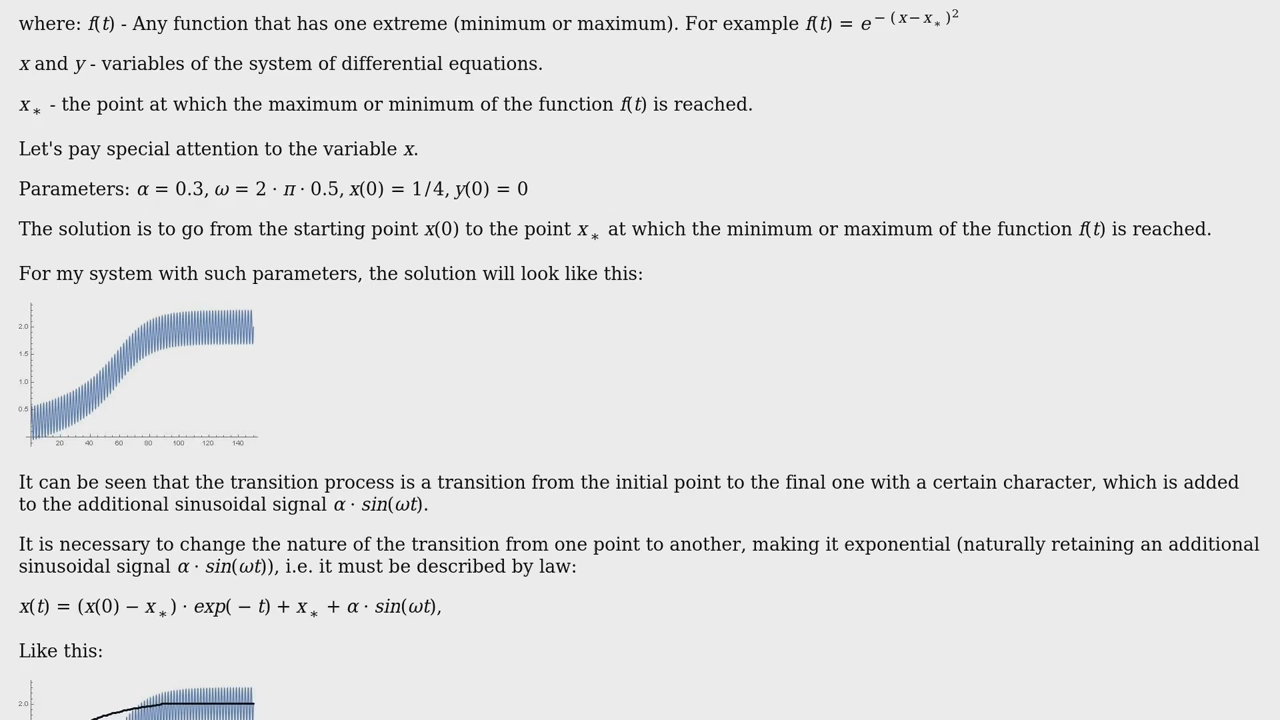 where: f(t) - Any function that has one extreme (minimum or maximum). For example f(t) = e^{-(x-x_*)^2}
x and y - variables of the system of differential equations.
x_* - the point at which the maximum or minimum of the function f(t) is reached.
Let's pay special attention to the variable x.
Parameters: α = 0.3, ω = 2 · π · 0.5, x(0) = 1/4, y(0) = 0
The solution is to go from the starting point x(0) to the point x_* at which the minimum or maximum of the function f(t) is reached.
For my system with such parameters, the solution will look like this:
2.0
1.5
1.0
0.5
20 40 60 80 100 120 140
It can be seen that the transition process is a transition from the initial point to the final one with a certain character, which is added
to the additional sinusoidal signal α · sin(ωt).
It is necessary to change the nature of the transition from one point to another, making it exponential (naturally retaining an additional
sinusoidal signal α · sin(ωt)), i.e. it must be described by law:
x(t) = (x(0) − x_*) · exp( − t) + x_* + α · sin(ωt),
Like this:
2.0